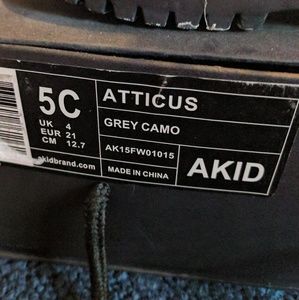 5C
UK 4
EUR 21
CM 12.7
akidbrand.com
ATTICUS
GREY CAMO
AK15FW01015
MADE IN CHINA
AKID